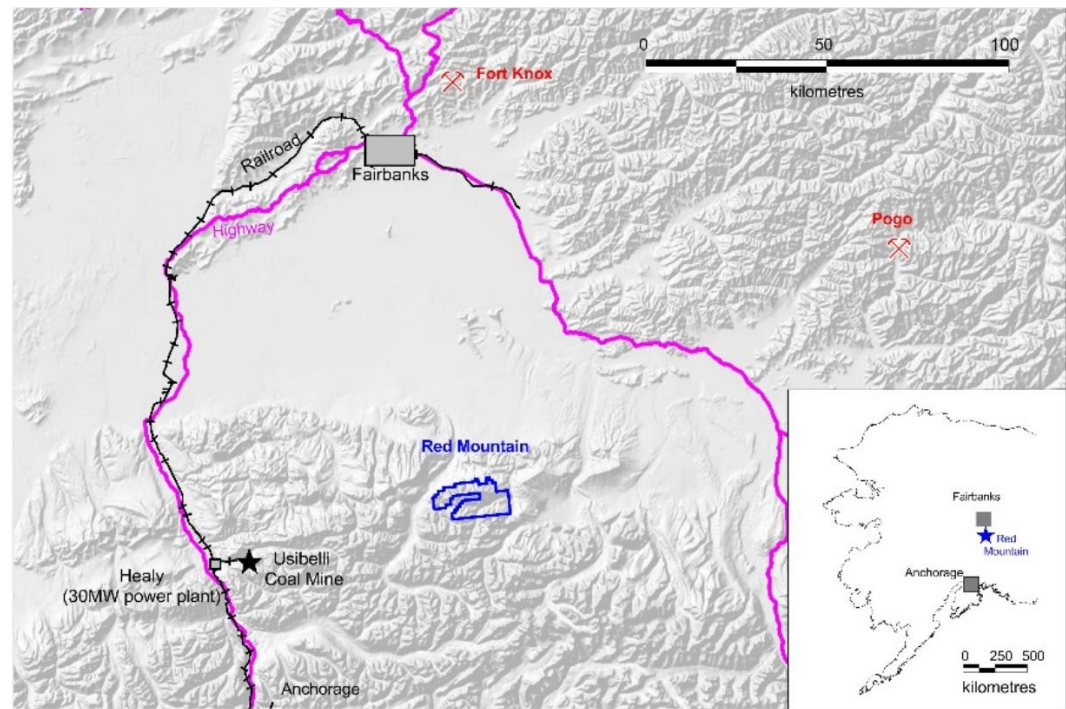 0 50 100
kilometres
Fort Knox
Railroad
Fairbanks
Highway
Pogo
Red Mountain
Usibelli
Coal Mine
Healy
(30MW power plant)
Anchorage
Fairbanks
Red
Mountain
Anchorage
0 250 500
kilometres